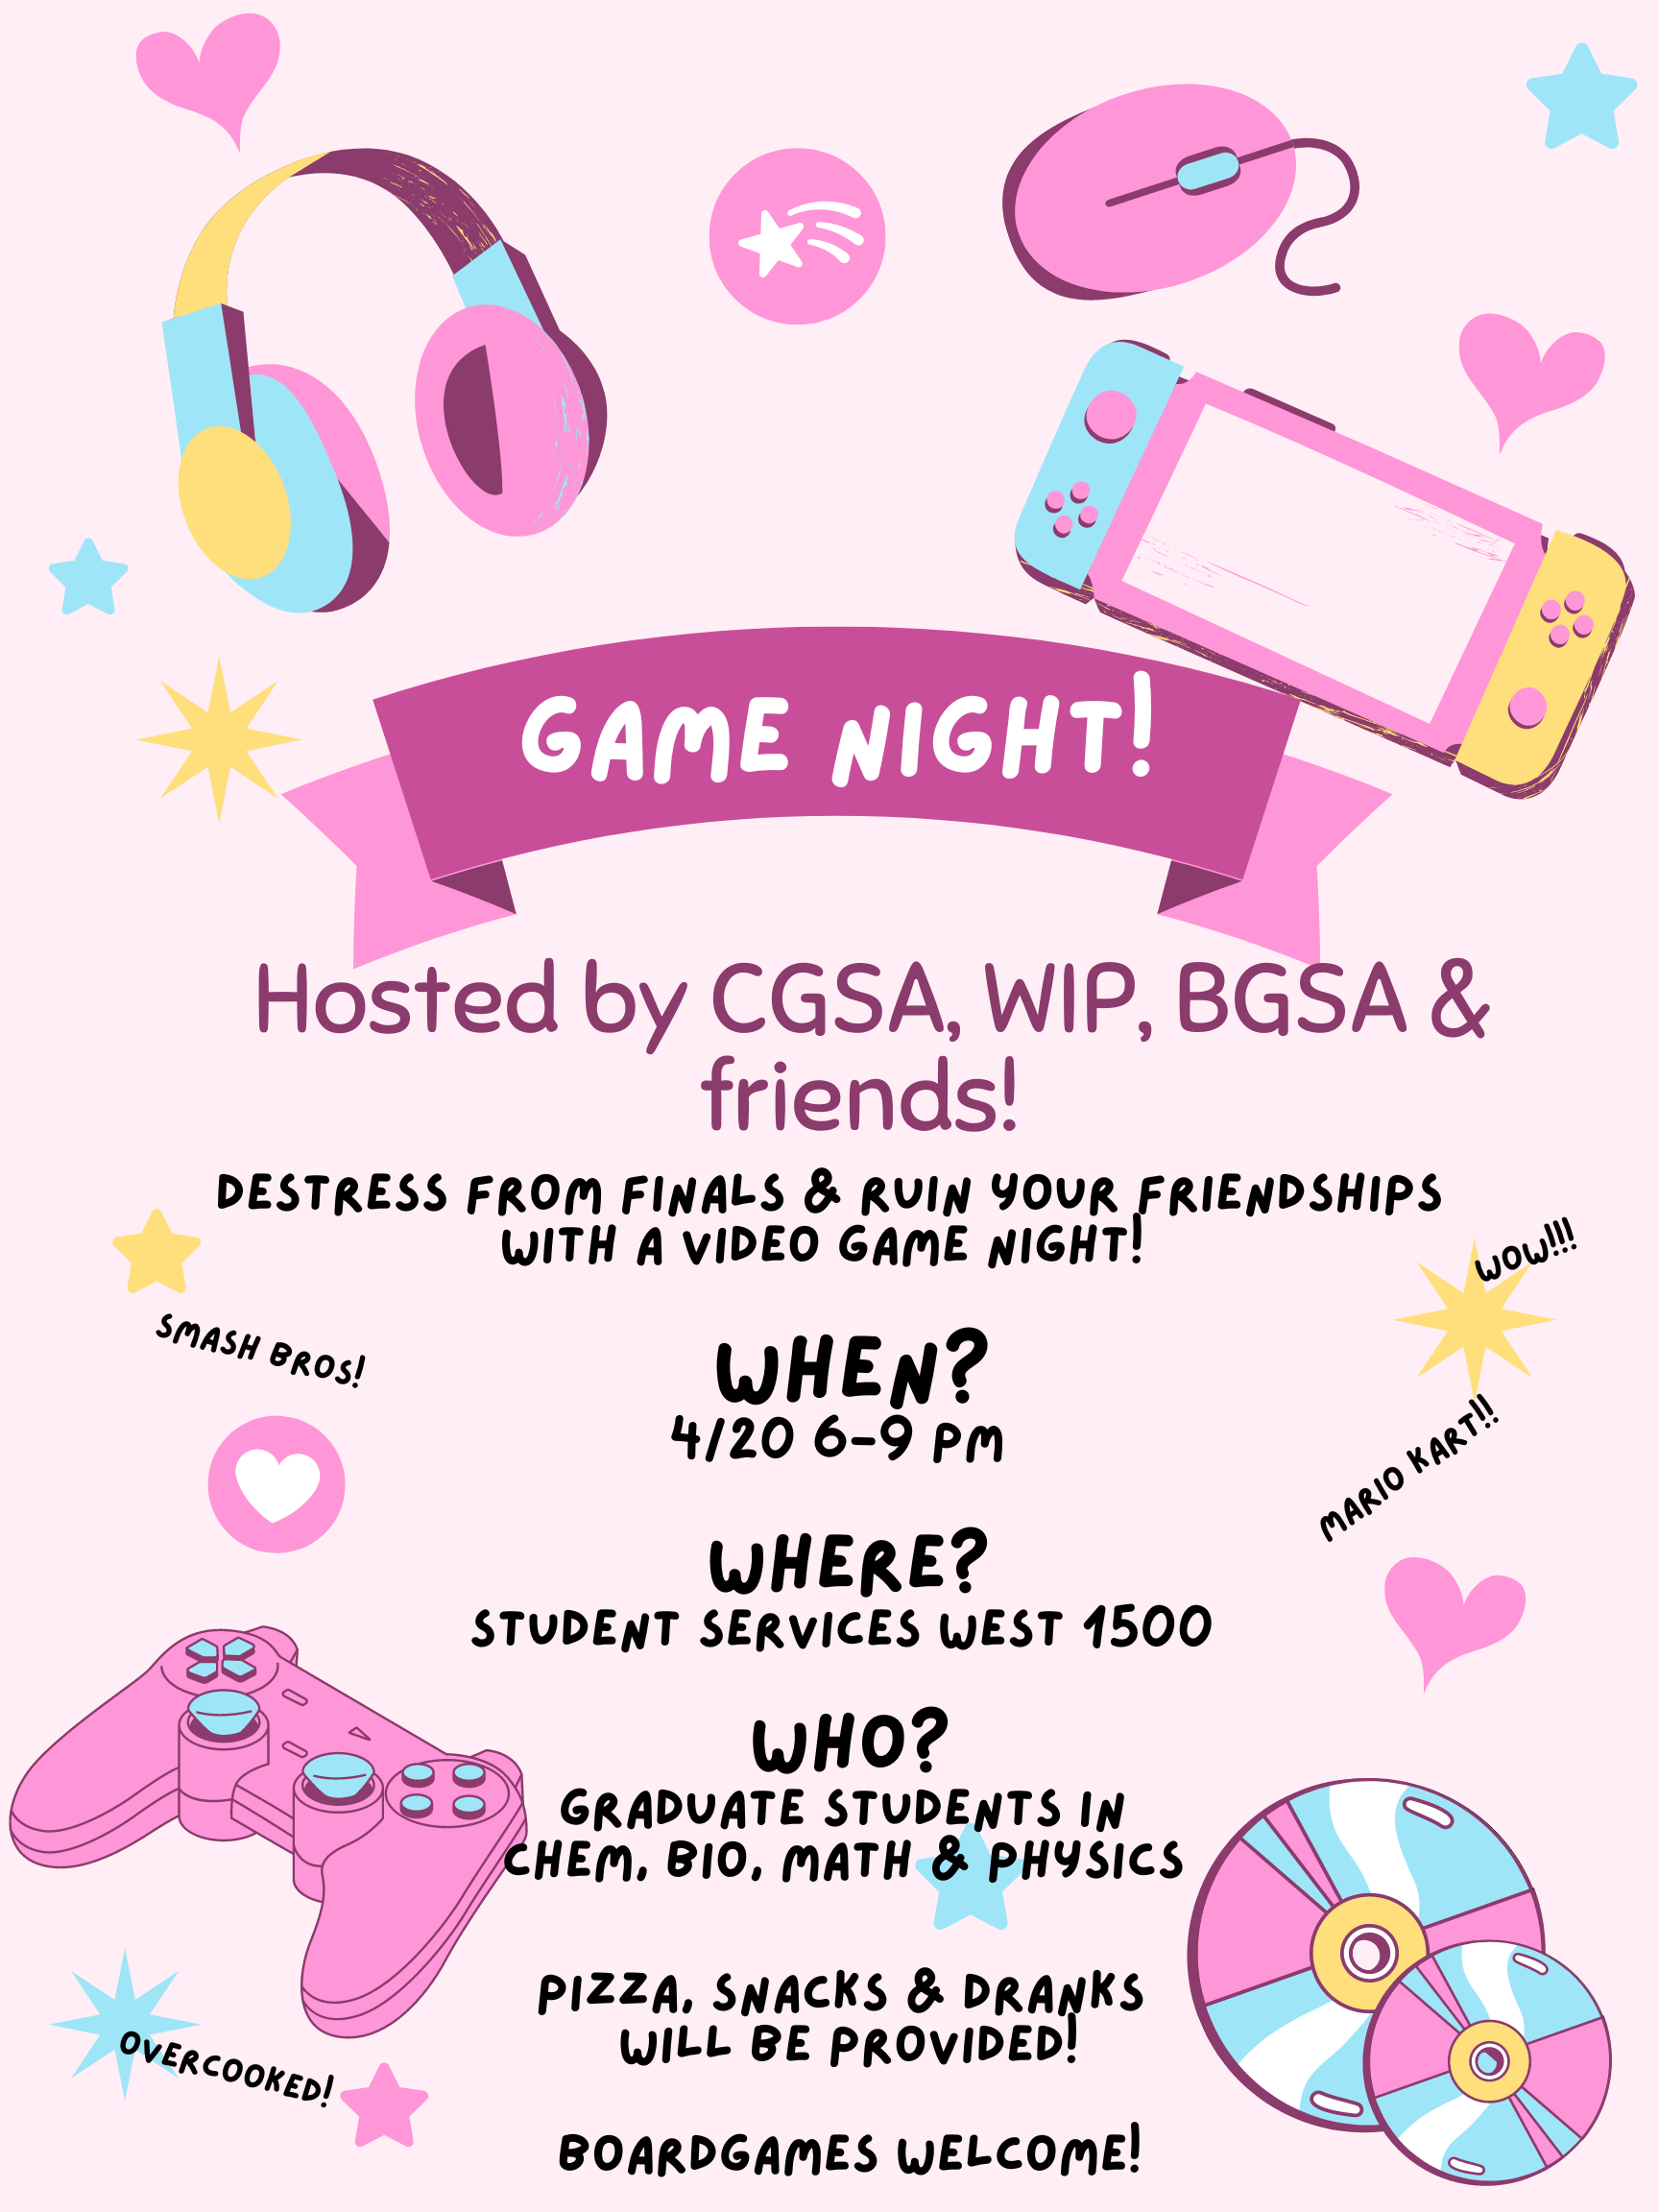 GAME NIGHT!
Hosted by CGSA, WIP, BGSA &
friends!
DESTRESS FROM FINALS & RUIN YOUR FRIENDSHIPS
WITH A VIDEO GAME NIGHT!
WOW!!!
SMASH BROS!
WHEN?
4/20 6-9 PM
MARIO KART!!
WHERE?
STUDENT SERVICES WEST 1500
WHO?
GRADUATE STUDENTS IN
CHEM, BIO, MATH & PHYSICS
PIZZA, SNACKS & DRANKS
WILL BE PROVIDED!
OVERCOOKED!
BOARDGAMES WELCOME!